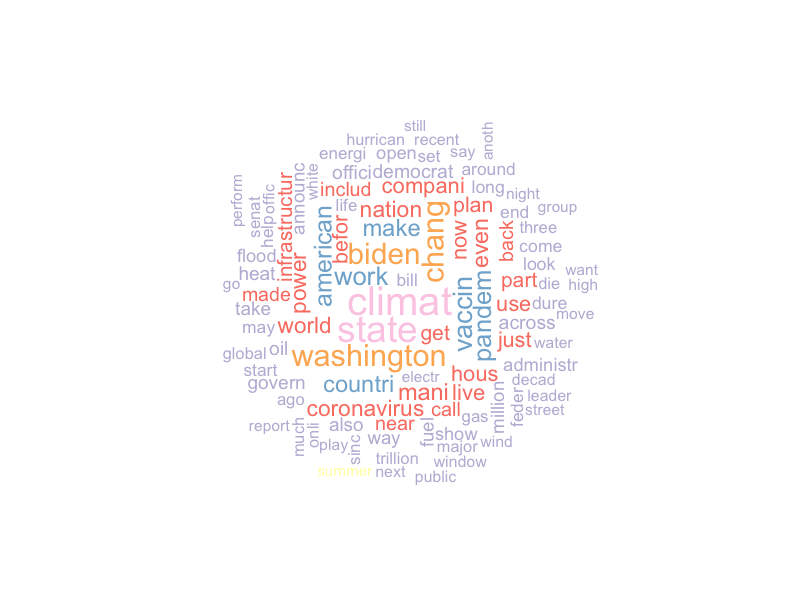 still
hurrican recent
anoth
energi open set say
offici democrat around
perform
senat
help
offic
infrastructur
announc
white
includ compani long night
life nation plan end group
american
befor
make
chang
now
even
back
three
flood
biden
come
heat
power
work
bill
look
want
go
made
climat
vaccin
pandem
part die high
take
world
state
get
use dure
move
may
across
washington
just water
global oil
start
countri electr
hous
administr
govern
mani live
decad
ago
coronavirus call
gas
million
feder
leader
street
report
much
onli
also
near
fuel
show
play
sinc
way
major wind
trillion
window
summer next
public